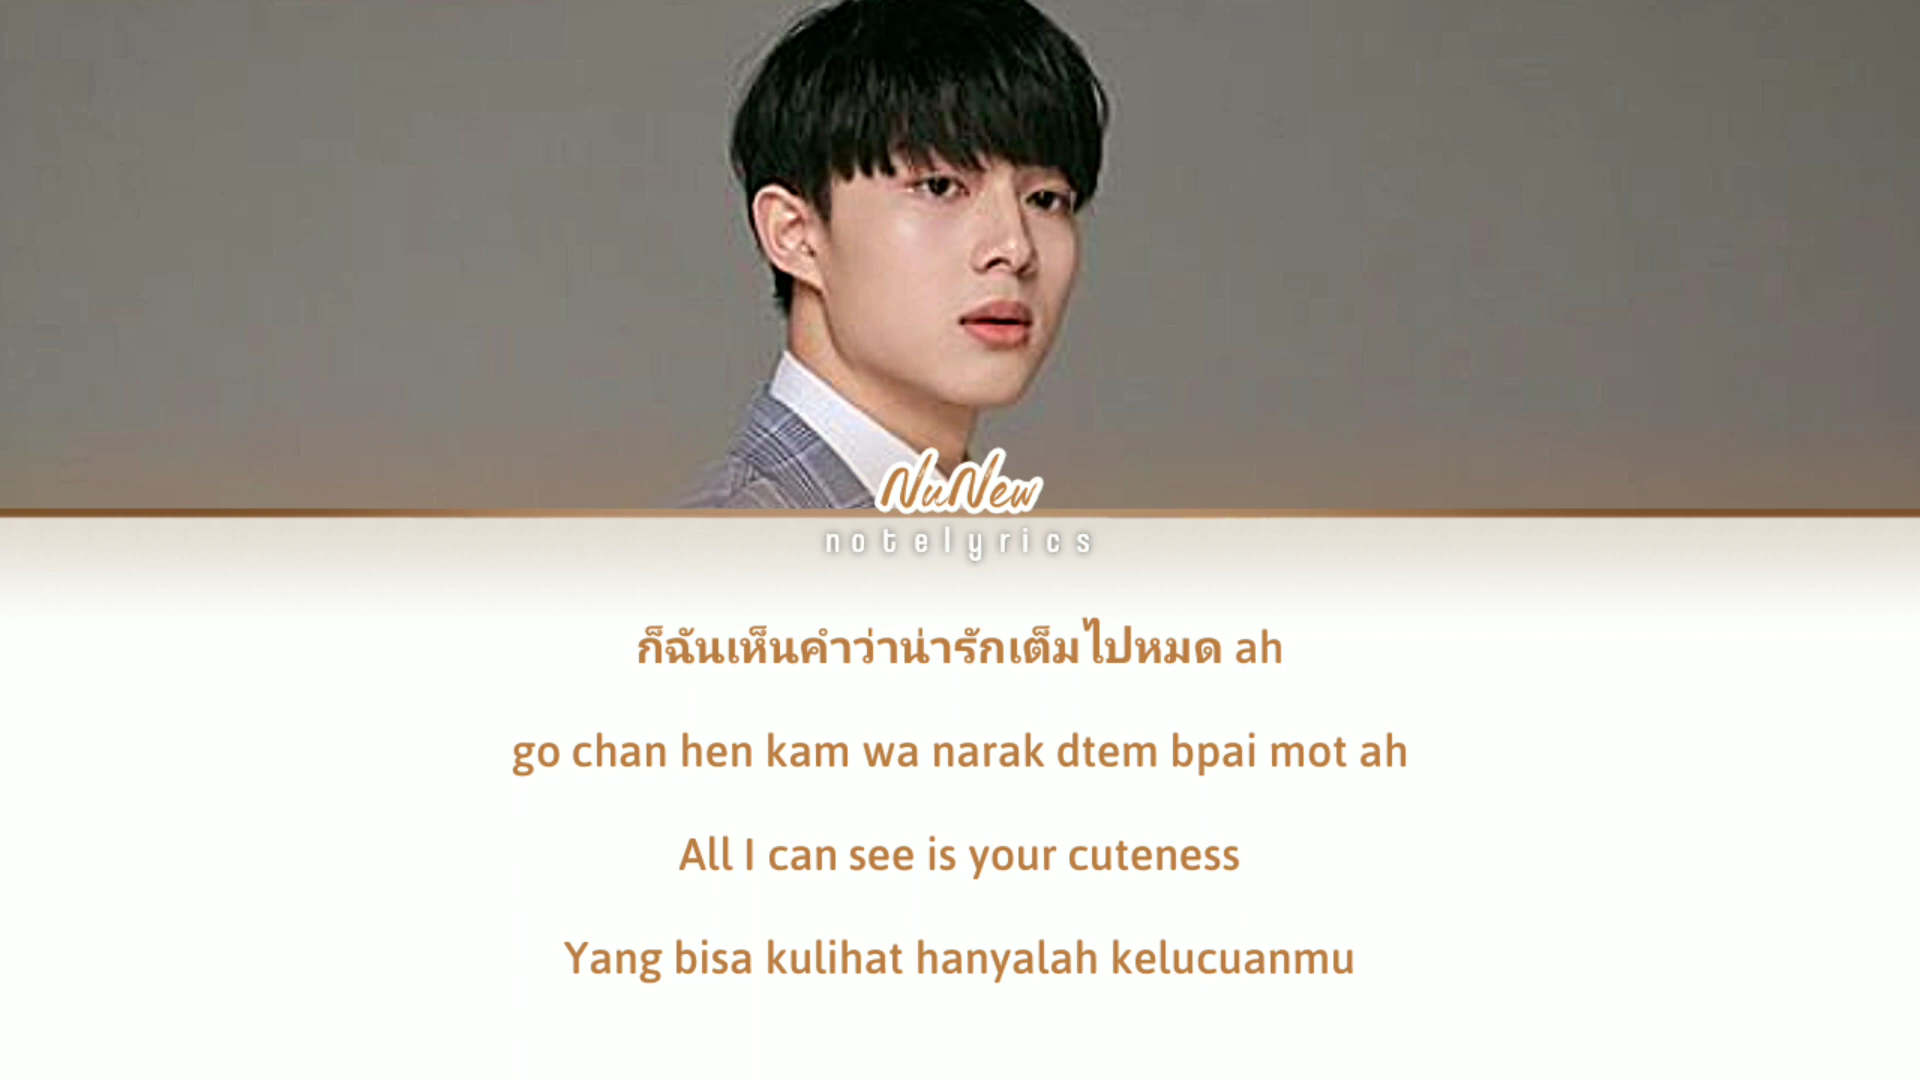 NuNew
notelyrics
ก็ฉันเห็นคำว่าน่ารักเต็มไปหมด ah
go chan hen kam wa narak dtem bpai mot ah
All I can see is your cuteness
Yang bisa kulihat hanyalah kelucuanmu